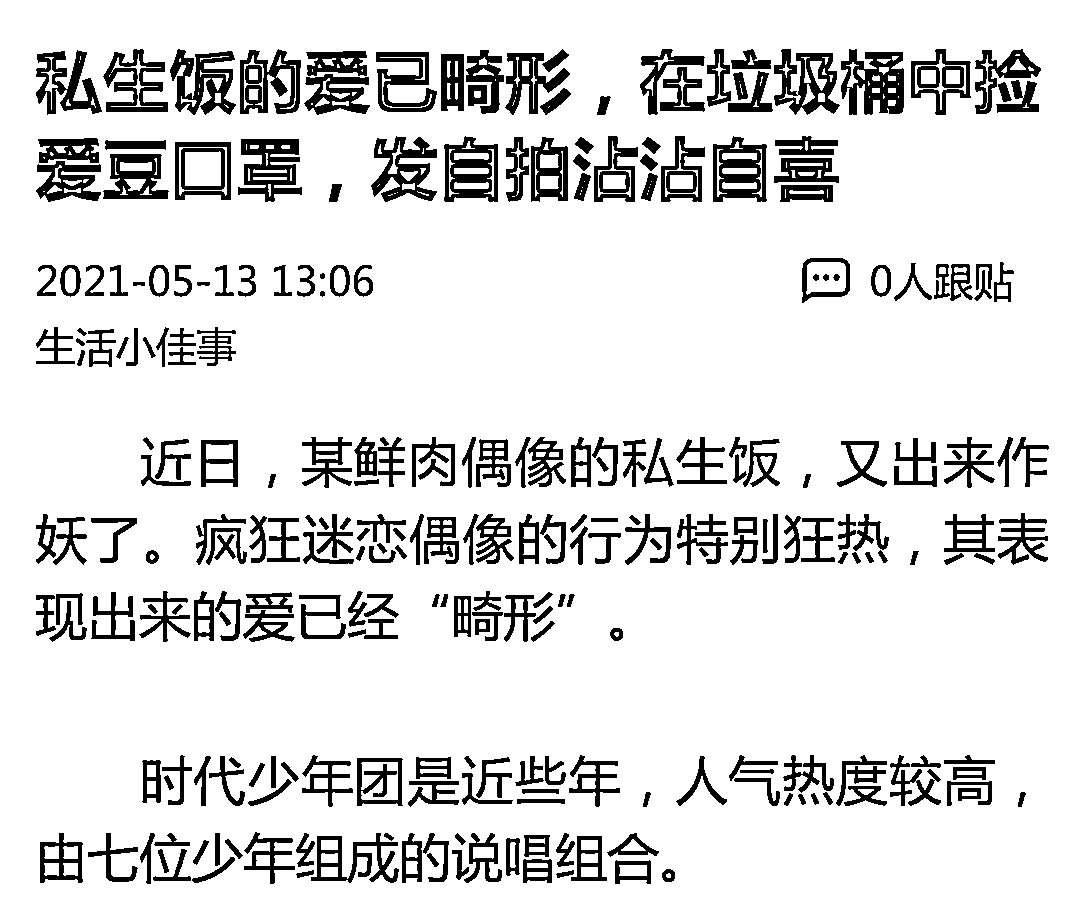 私生饭的爱已畸形，在垃圾桶中捡
爱豆口罩，发自拍沾沾自喜
2021-05-13 13:06
0人跟贴
生活小佳事
近日，某鲜肉偶像的私生饭，又出来作
妖了。疯狂迷恋偶像的行为特别狂热，其表
现出来的爱已经“畸形”。
时代少年团是近些年，人气热度较高，
由七位少年组成的说唱组合。